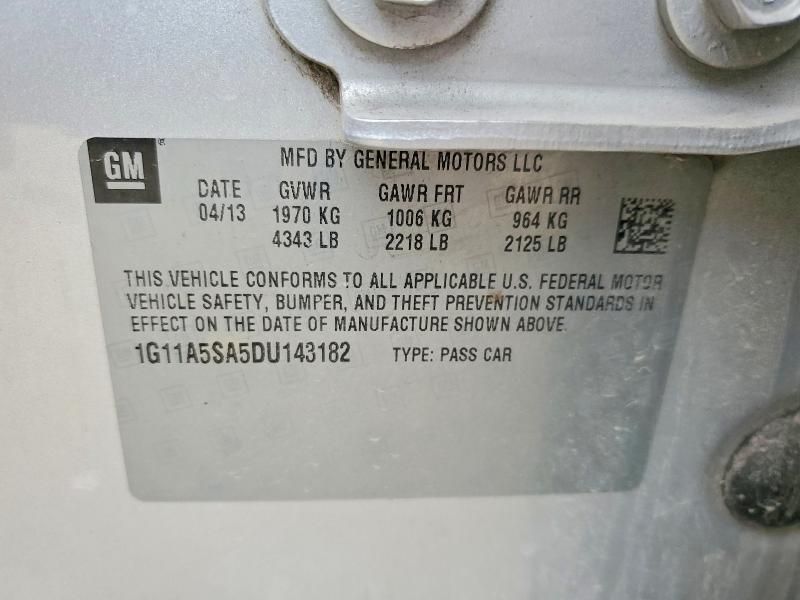 GM
®
MFD BY GENERAL MOTORS LLC
DATE GVWR GAWR FRT GAWR RR
04/13 1970 KG 1006 KG 964 KG
4343 LB 2218 LB 2125 LB
THIS VEHICLE CONFORMS TO ALL APPLICABLE U.S. FEDERAL MOTOR
VEHICLE SAFETY, BUMPER, AND THEFT PREVENTION STANDARDS IN
EFFECT ON THE DATE OF MANUFACTURE SHOWN ABOVE.
1G11A5SA5DU143182 TYPE: PASS CAR